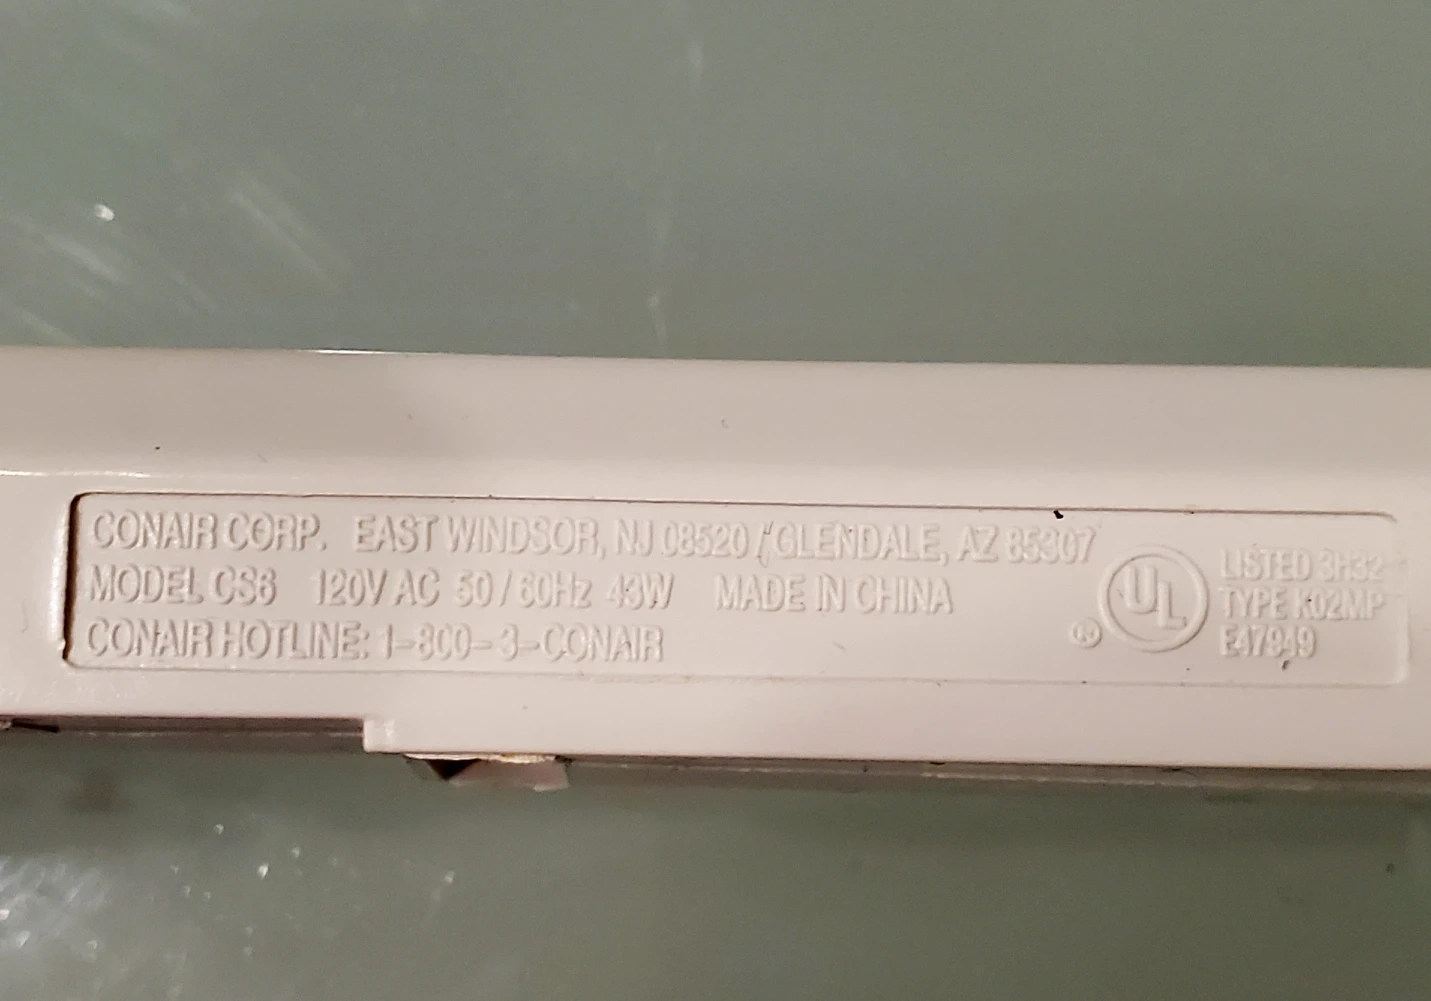 CONAIR CORP. EAST WINDSOR, NJ 08520 / GLENDALE, AZ 85307
MODEL CS6 120V AC 50 / 60Hz 43W MADE IN CHINA
CONAIR HOTLINE: 1-800-3-CONAIR
® UL
LISTED 3H32
TYPE K02MP
E47949